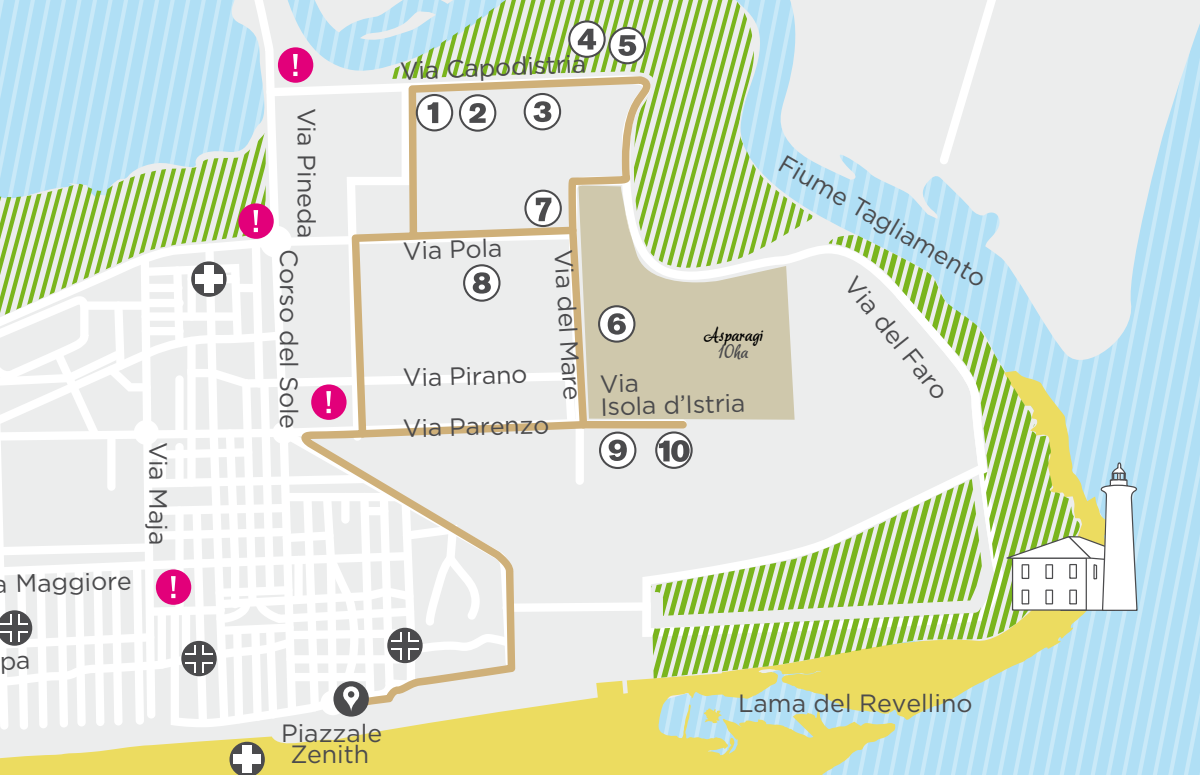 !
4
5
Via Capodistria
1
2
3
Via Pineda
!
7
Via Pola
8
Fiume Tagliamento
Corso del Sole
Via del Mare
6
Asparagi
10ha
Via del Faro
Via Pirano
Via
Isola d'Istria
!
Via Parenzo
9
10
Via Maja
a Maggiore
!
pa
Piazzale
Zenith
Lama del Revellino